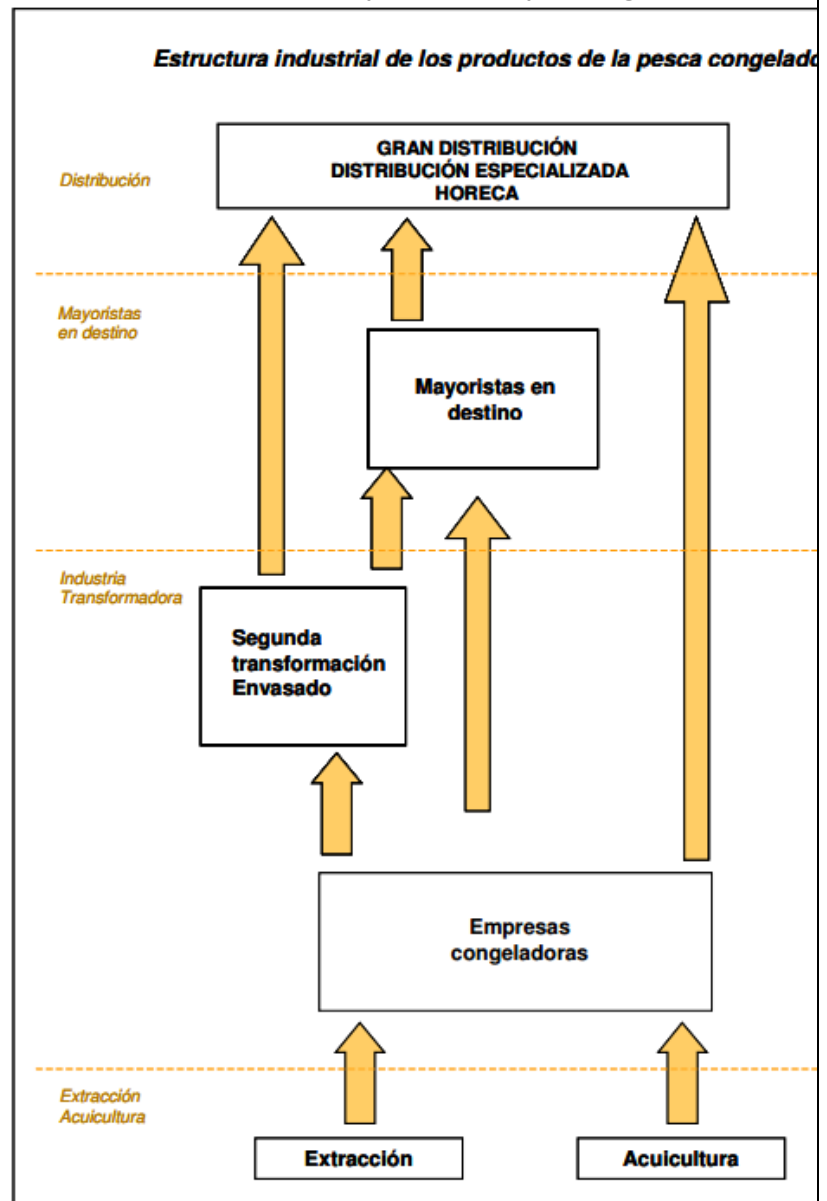 Estructura industrial de los productos de la pesca congelado
GRAN DISTRIBUCIÓN
DISTRIBUCIÓN ESPECIALIZADA
HORECA
Distribución
Mayoristas
en destino
Mayoristas en
destino
Industria
Transformadora
Segunda
transformación
Envasado
Empresas
congeladoras
Extracción
Acuicultura
Extracción
Acuicultura